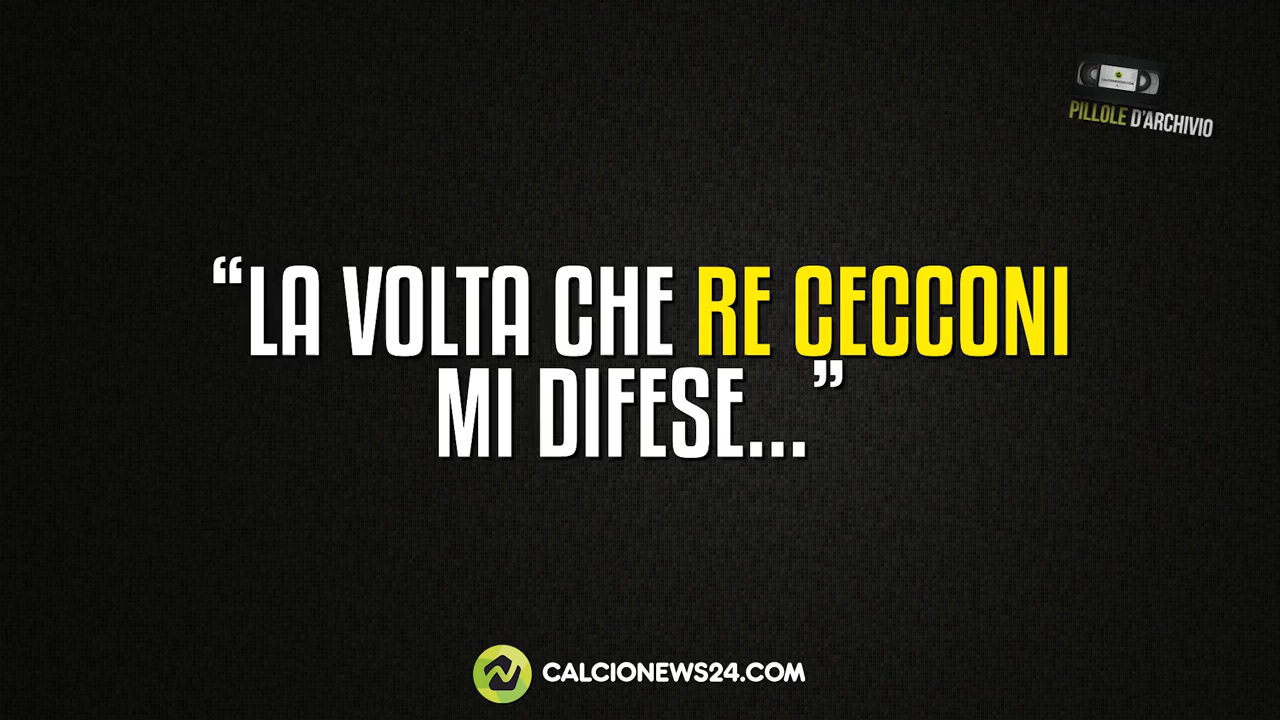 PILLOLE D'ARCHIVIO
“LA VOLTA CHE RE CECCONI
MI DIFESE...”
CALCIONEWS24.COM